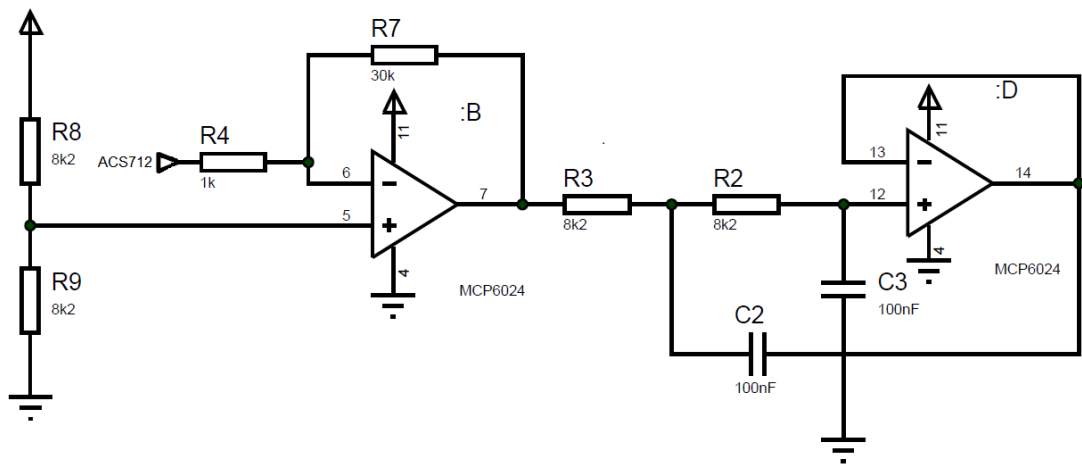 R7
30k
:B
11
R8
8k2
ACS712
R4
1k
6
5
7
4
MCP6024
R9
8k2
R3
8k2
R2
8k2
:D
11
13
12
14
4
MCP6024
C3
100nF
C2
100nF